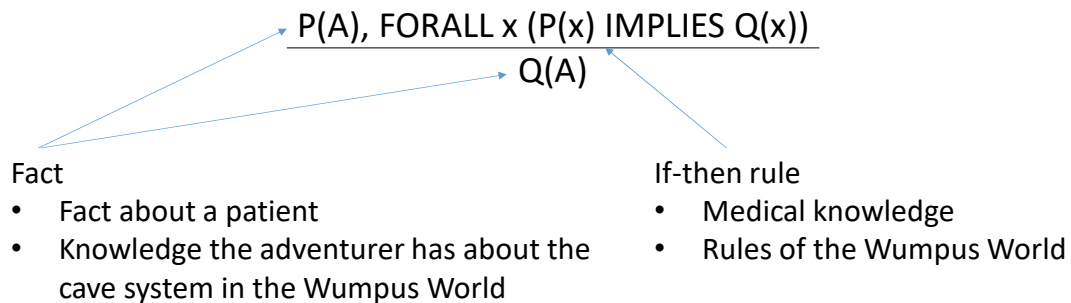 P(A), FORALL x (P(x) IMPLIES Q(x))
Q(A)
Fact
• Fact about a patient
• Knowledge the adventurer has about the
cave system in the Wumpus World
If-then rule
• Medical knowledge
• Rules of the Wumpus World